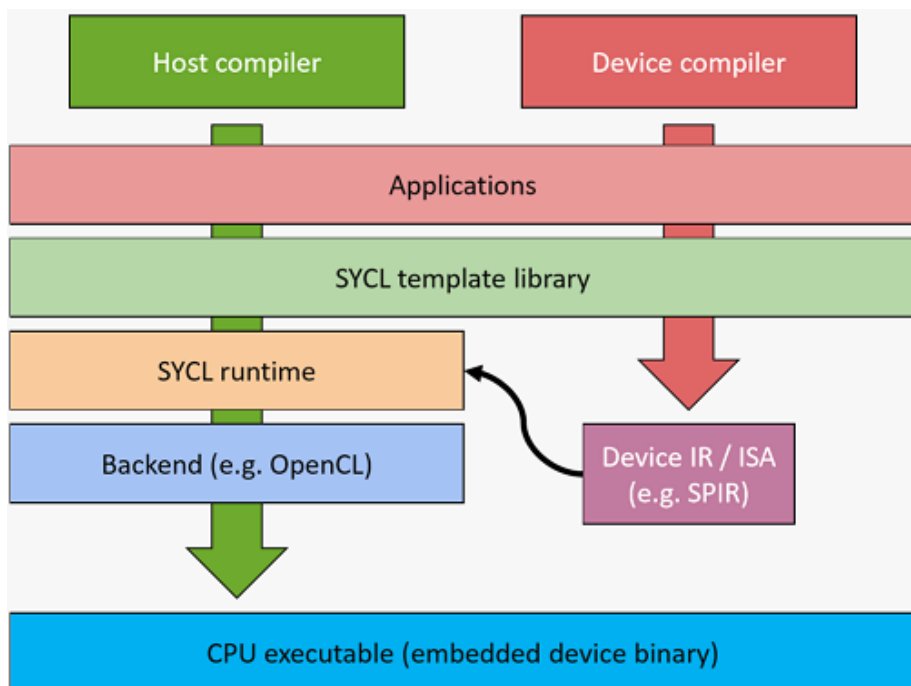 Host compiler
Device compiler
Applications
SYCL template library
SYCL runtime
Backend (e.g. OpenCL)
Device IR / ISA
(e.g. SPIR)
CPU executable (embedded device binary)